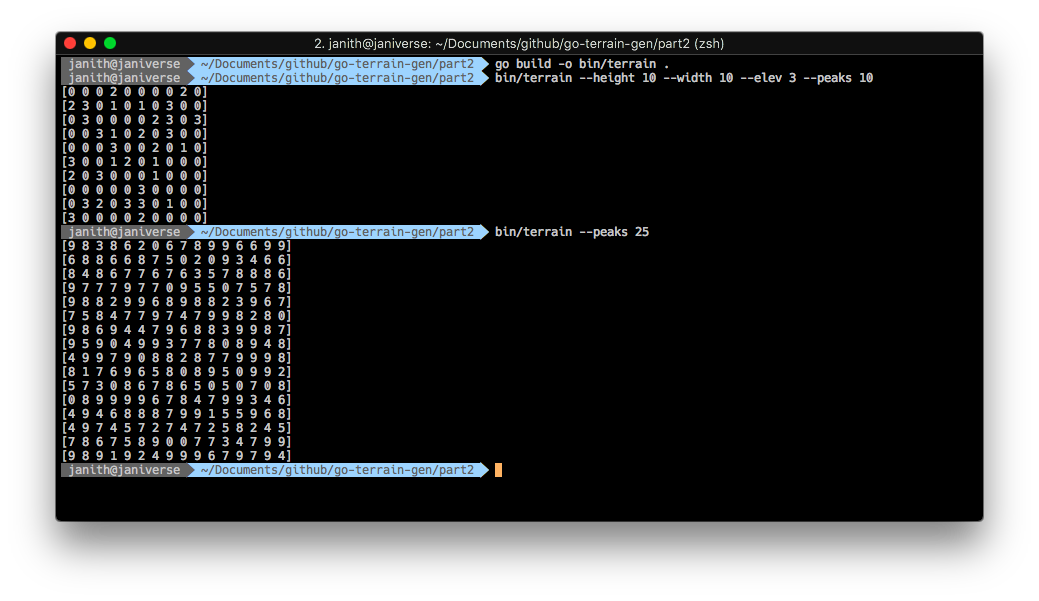 2. janith@janiverse: ~/Documents/github/go-terrain-gen/part2 (zsh)
janith@janiverse ~/Documents/github/go-terrain-gen/part2 go build -o bin/terrain .
janith@janiverse ~/Documents/github/go-terrain-gen/part2 bin/terrain --height 10 --width 10 --elev 3 --peaks 10
[0 0 0 2 0 0 0 0 2 0]
[2 3 0 1 0 1 0 3 0 0]
[0 3 0 0 0 0 2 3 0 3]
[0 0 3 1 0 2 0 3 0 0]
[0 0 0 3 0 0 2 0 1 0]
[3 0 0 1 2 0 1 0 0 0]
[2 0 3 0 0 0 1 0 0 0]
[0 0 0 0 0 3 0 0 0 0]
[0 3 2 0 3 3 0 1 0 0]
[3 0 0 0 0 2 0 0 0 0]
janith@janiverse ~/Documents/github/go-terrain-gen/part2 bin/terrain --peaks 25
[9 8 3 8 6 2 0 6 7 8 9 9 6 6 9 9]
[6 8 8 6 6 8 7 5 0 2 0 9 3 4 6 6]
[8 4 8 6 7 7 6 7 6 3 5 7 8 8 8 6]
[9 7 7 7 9 7 7 0 9 5 5 0 7 5 7 8]
[9 8 8 2 9 9 6 8 9 8 8 2 3 9 6 7]
[7 5 8 4 7 7 9 7 4 7 9 9 8 2 8 0]
[9 8 6 9 4 4 7 9 6 8 8 3 9 9 8 7]
[9 5 9 0 4 9 9 3 7 7 8 0 8 9 4 8]
[4 9 9 7 9 0 8 8 2 8 7 7 9 9 9 8]
[8 1 7 6 9 6 5 8 0 8 9 5 0 9 9 2]
[5 7 3 0 8 6 7 8 6 5 0 5 0 7 0 8]
[0 8 9 9 9 9 6 7 8 4 7 9 9 3 4 6]
[4 9 4 6 8 8 8 7 9 9 1 5 5 9 6 8]
[4 9 7 4 5 7 2 7 4 7 2 5 8 2 4 5]
[7 8 6 7 5 8 9 0 0 7 7 3 4 7 9 9]
[9 8 9 1 9 2 4 9 9 9 6 7 9 7 9 4]
janith@janiverse ~/Documents/github/go-terrain-gen/part2